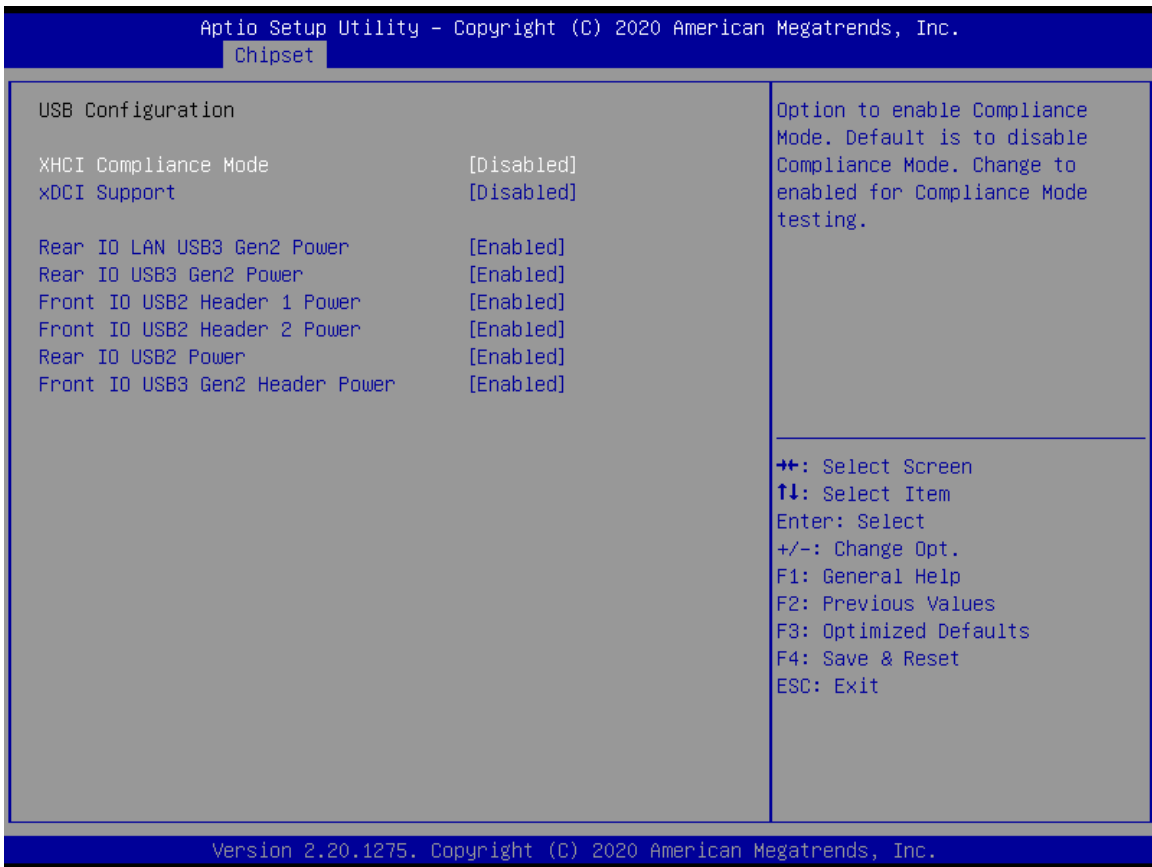 Aptio Setup Utility – Copyright (C) 2020 American Megatrends, Inc.
Chipset
USB Configuration
XHCI Compliance Mode [Disabled]
xDCI Support [Disabled]
Rear IO LAN USB3 Gen2 Power [Enabled]
Rear IO USB3 Gen2 Power [Enabled]
Front IO USB2 Header 1 Power [Enabled]
Front IO USB2 Header 2 Power [Enabled]
Rear IO USB2 Power [Enabled]
Front IO USB3 Gen2 Header Power [Enabled]
Option to enable Compliance
Mode. Default is to disable
Compliance Mode. Change to
enabled for Compliance Mode
testing.
→←: Select Screen
↑↓: Select Item
Enter: Select
+/-: Change Opt.
F1: General Help
F2: Previous Values
F3: Optimized Defaults
F4: Save & Reset
ESC: Exit
Version 2.20.1275. Copyright (C) 2020 American Megatrends, Inc.